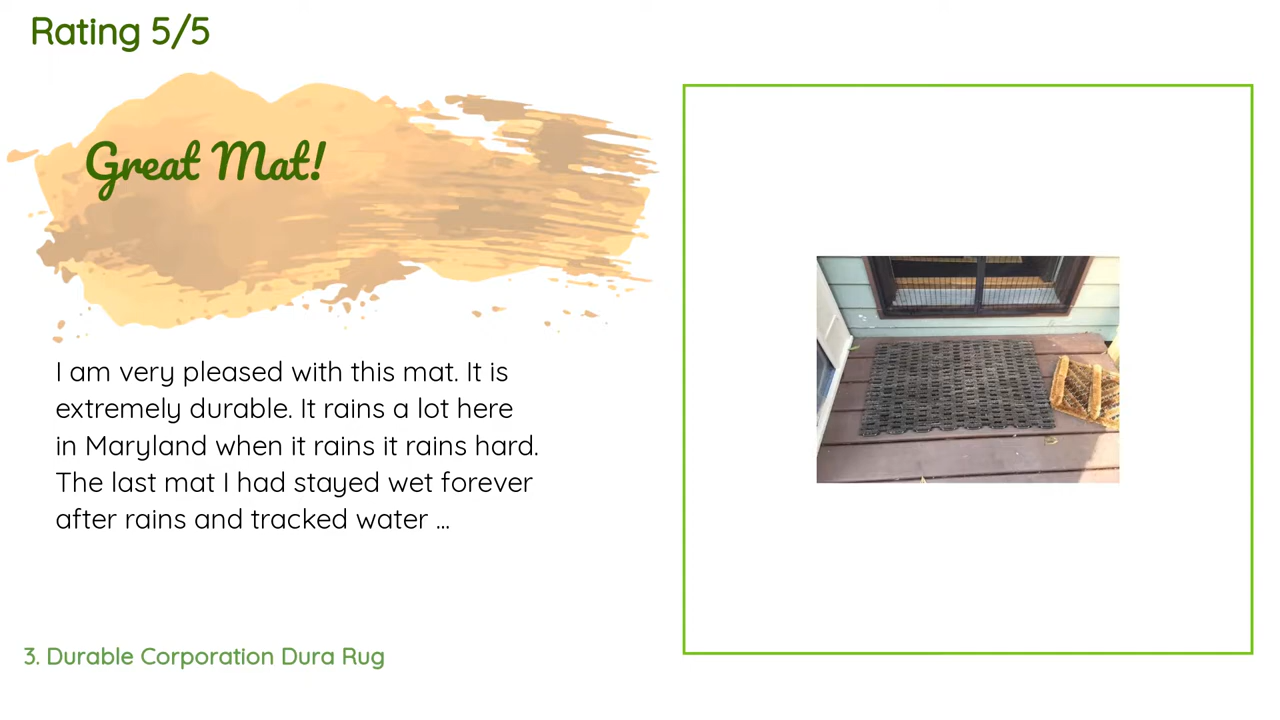 Rating 5/5
Great Mat!
I am very pleased with this mat. It is
extremely durable. It rains a lot here
in Maryland when it rains it rains hard.
The last mat I had stayed wet forever
after rains and tracked water ...
3. Durable Corporation Dura Rug